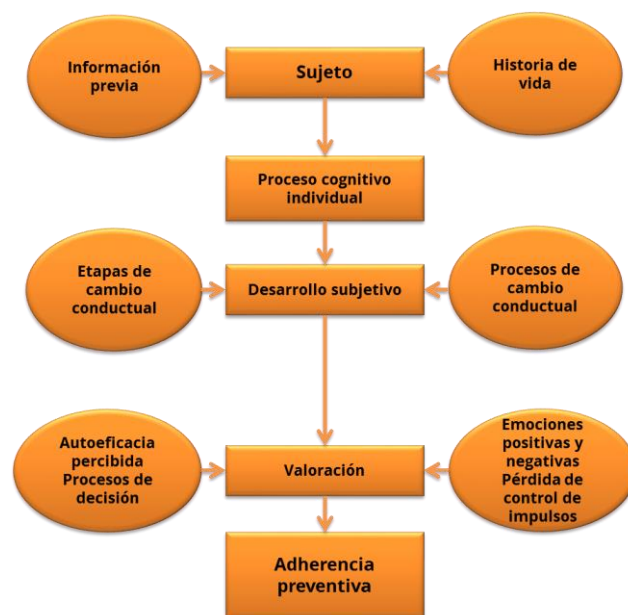 Información
previa
Sujeto
Historia de
vida
Proceso cognitivo
individual
Etapas de
cambio
conductual
Desarrollo subjetivo
Procesos de
cambio
conductual
Autoeficacia
percibida
Procesos de
decisión
Valoración
Emociones
positivas y
negativas
Pérdida de
control de
impulsos
Adherencia
preventiva